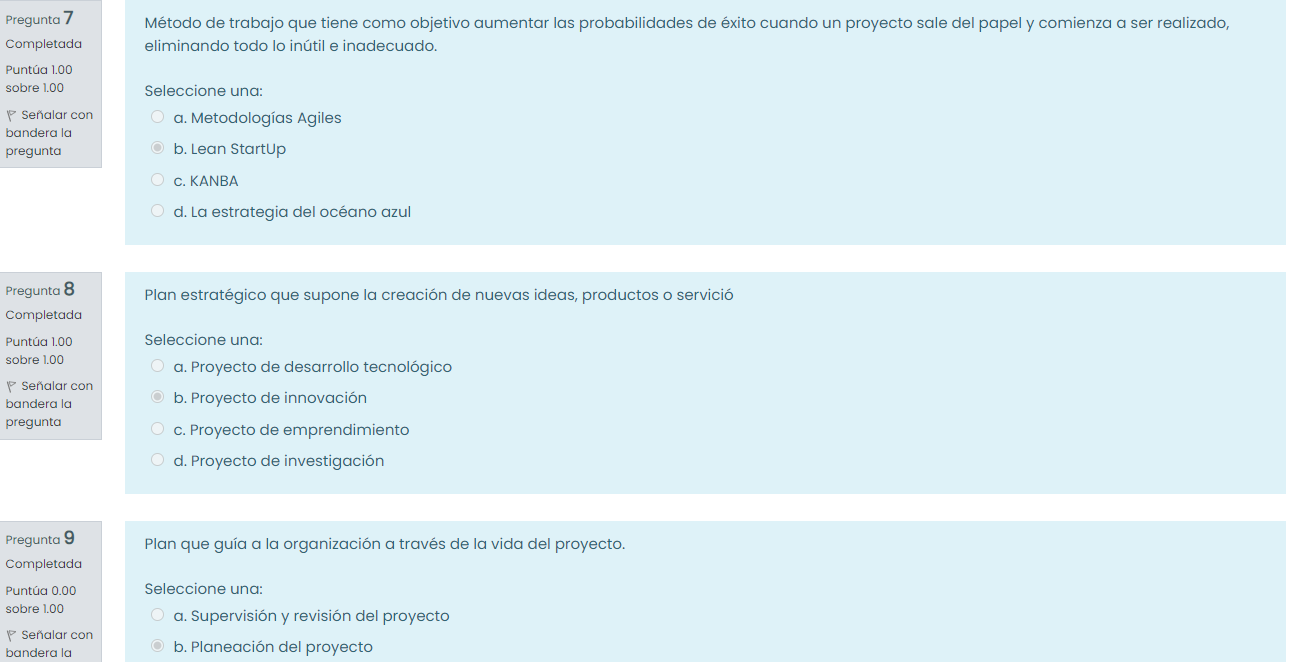 Pregunta 7
Completada
Puntúa 1.00
sobre 1.00
Señalar con
bandera la
pregunta
Método de trabajo que tiene como objetivo aumentar las probabilidades de éxito cuando un proyecto sale del papel y comienza a ser realizado,
eliminando todo lo inútil e inadecuado.
Seleccione una:
a. Metodologías Agiles
b. Lean StartUp
c. KANBA
d. La estrategia del océano azul
Pregunta 8
Completada
Puntúa 1.00
sobre 1.00
Señalar con
bandera la
pregunta
Plan estratégico que supone la creación de nuevas ideas, productos o servició
Seleccione una:
a. Proyecto de desarrollo tecnológico
b. Proyecto de innovación
c. Proyecto de emprendimiento
d. Proyecto de investigación
Pregunta 9
Completada
Puntúa 0.00
sobre 1.00
Señalar con
bandera la
Plan que guía a la organización a través de la vida del proyecto.
Seleccione una:
a. Supervisión y revisión del proyecto
b. Planeación del proyecto